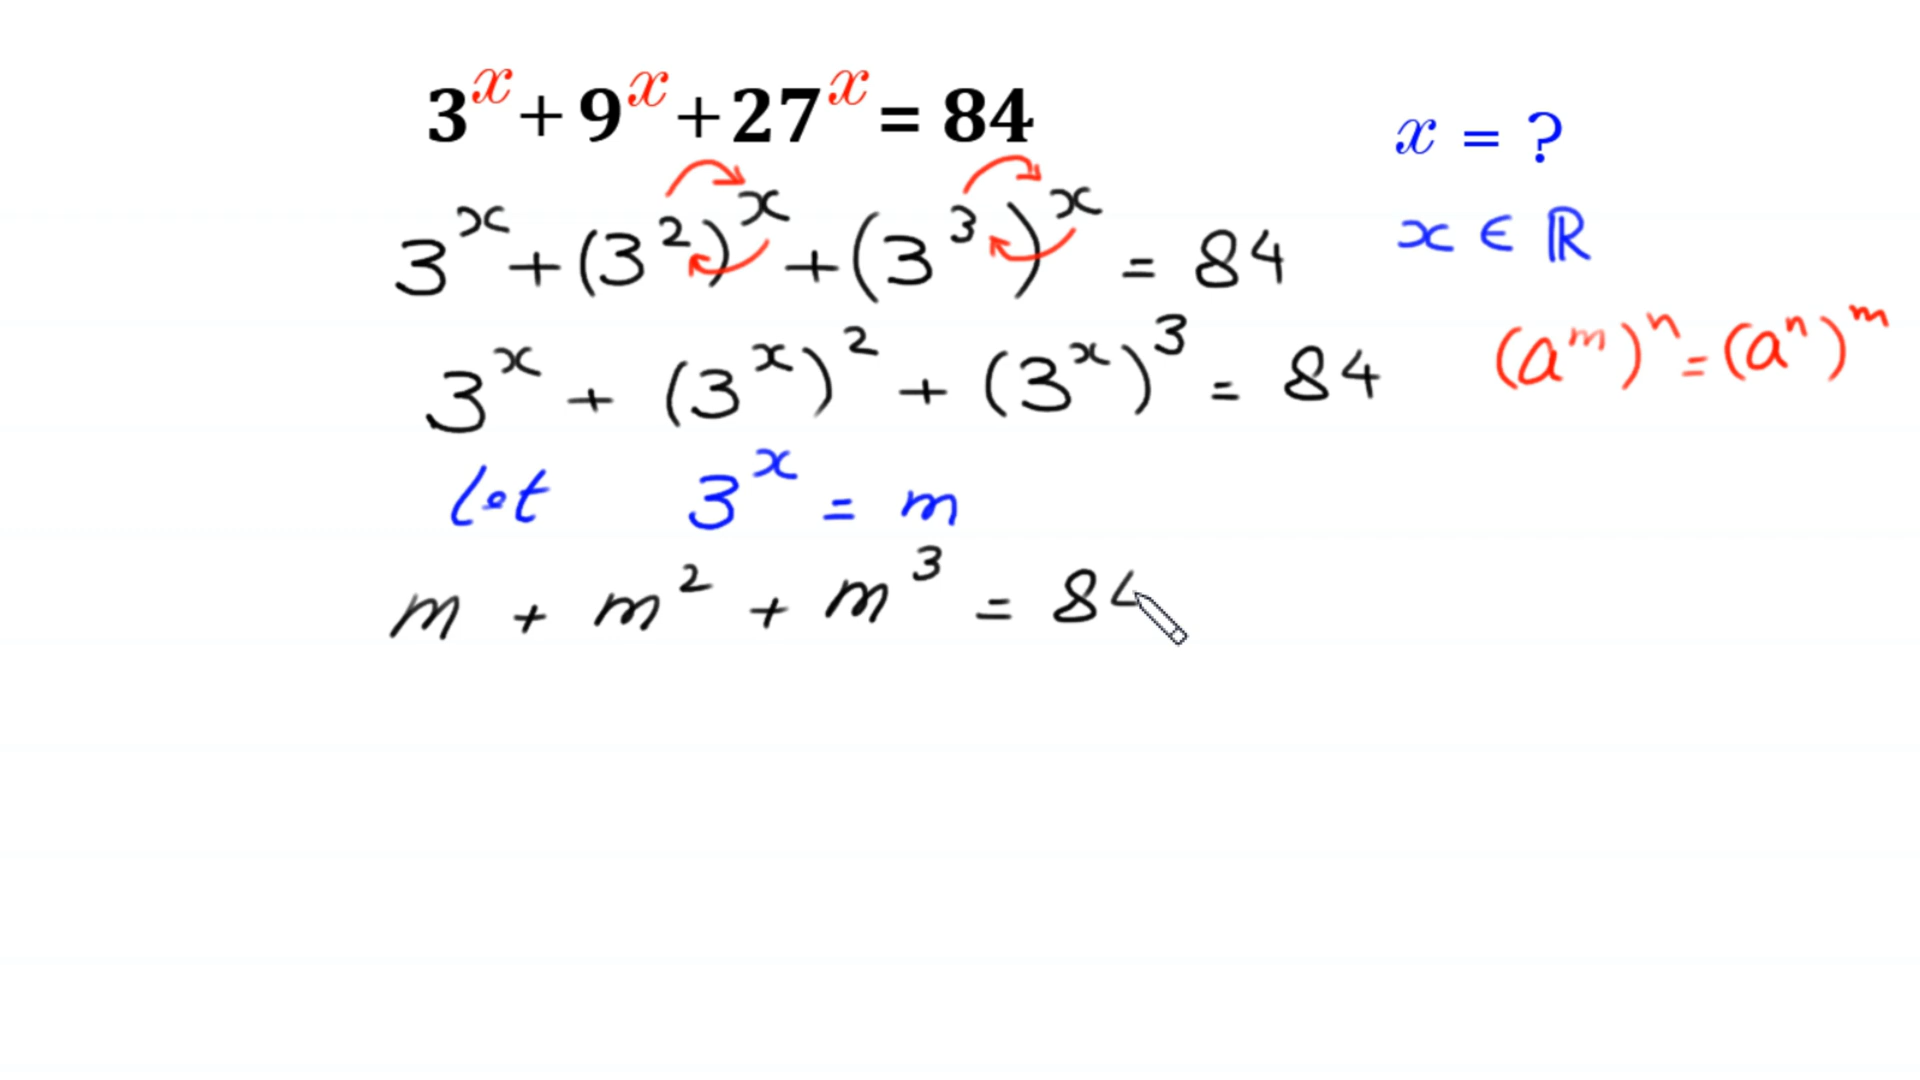 3^x + 9^x + 27^x = 84
x = ?
3^x + (3^2)^x + (3^3)^x = 84
x ∈ ℝ
3^x + (3^x)^2 + (3^x)^3 = 84
(a^m)^n = (a^n)^m
let 3^x = m
m + m^2 + m^3 = 84